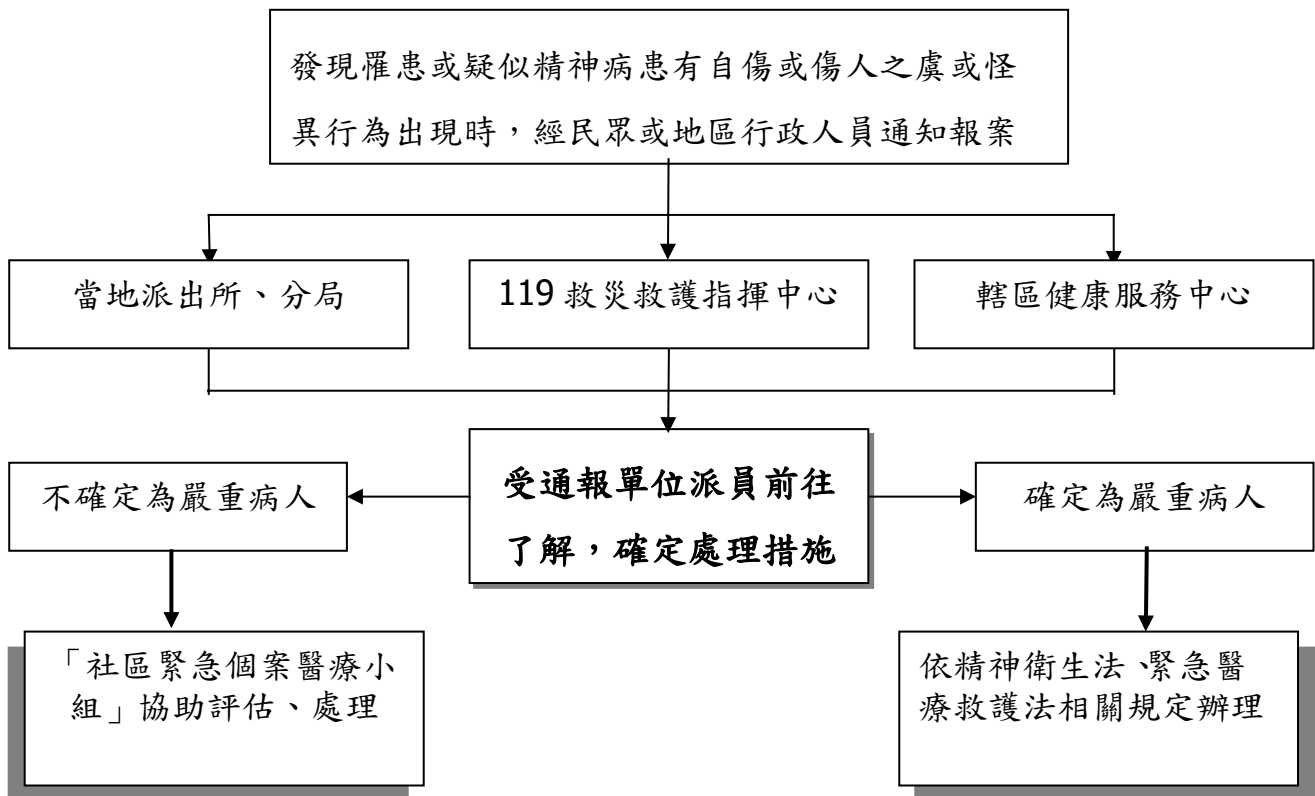 發現罹患或疑似精神病患有自傷或傷人之虞或怪
異行為出現時，經民眾或地區行政人員通知報案
當地派出所、分局
119 救災救護指揮中心
轄區健康服務中心
受通報單位派員前往
了解，確定處理措施
不確定為嚴重病人
確定為嚴重病人
「社區緊急個案醫療小
組」協助評估、處理
依精神衛生法、緊急醫
療救護法相關規定辦理